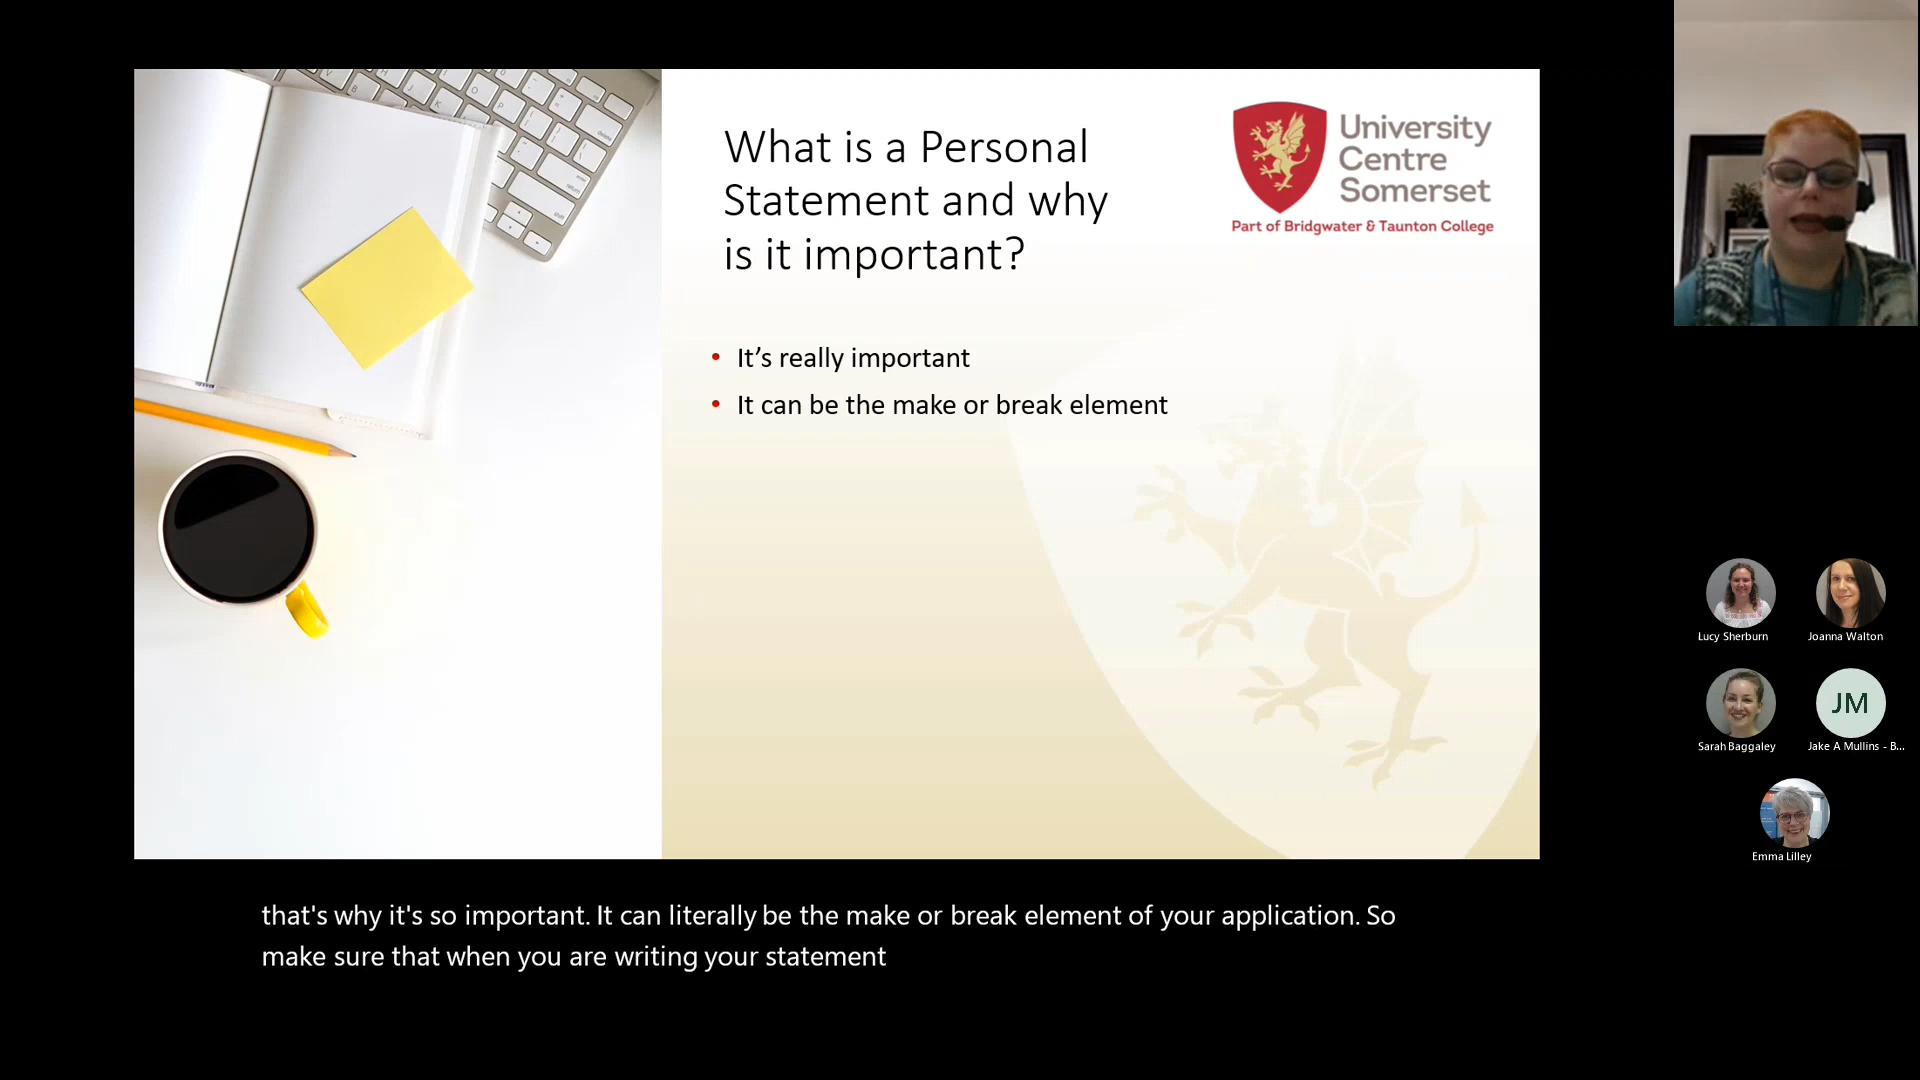 What is a Personal
Statement and why
is it important?
University
Centre
Somerset
Part of Bridgwater & Taunton College
• It’s really important
• It can be the make or break element
Lucy Sherburn
Joanna Walton
Sarah Baggaley
JM
Jake A Mullins - B...
Emma Lilley
that's why it's so important. It can literally be the make or break element of your application. So
make sure that when you are writing your statement